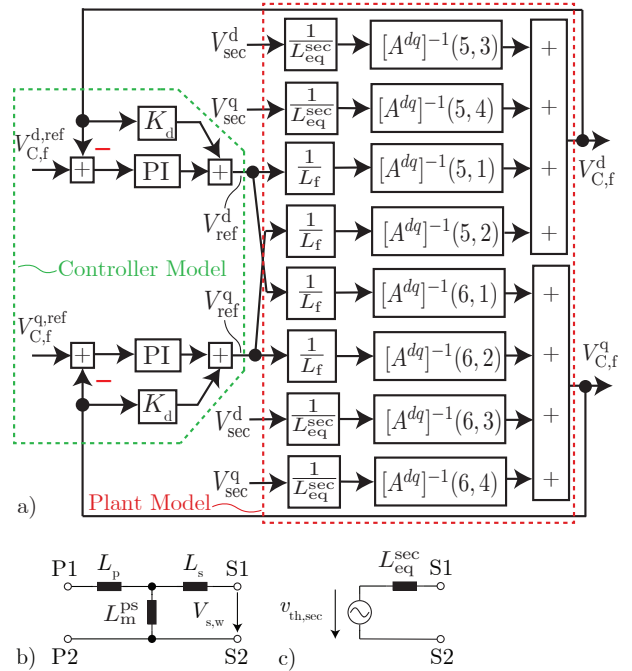 a)
V_sec^d 1/L_eq^sec [A^dq]^-1(5,3) +
V_sec^q 1/L_eq^sec [A^dq]^-1(5,4) +
K_d
V_C,f^d,ref + − PI + 1/L_f [A^dq]^-1(5,1) + V_C,f^d
V_ref^d 1/L_f [A^dq]^-1(5,2) +
Controller Model
V_ref^q 1/L_f [A^dq]^-1(6,1) +
V_C,f^q,ref + − PI + 1/L_f [A^dq]^-1(6,2) + V_C,f^q
K_d
V_sec^d 1/L_eq^sec [A^dq]^-1(6,3) +
V_sec^q 1/L_eq^sec [A^dq]^-1(6,4) +
Plant Model
P1 L_p L_s S1
L_m^ps V_s,w
b) P2 S2
L_eq^sec S1
v_th,sec
c) S2